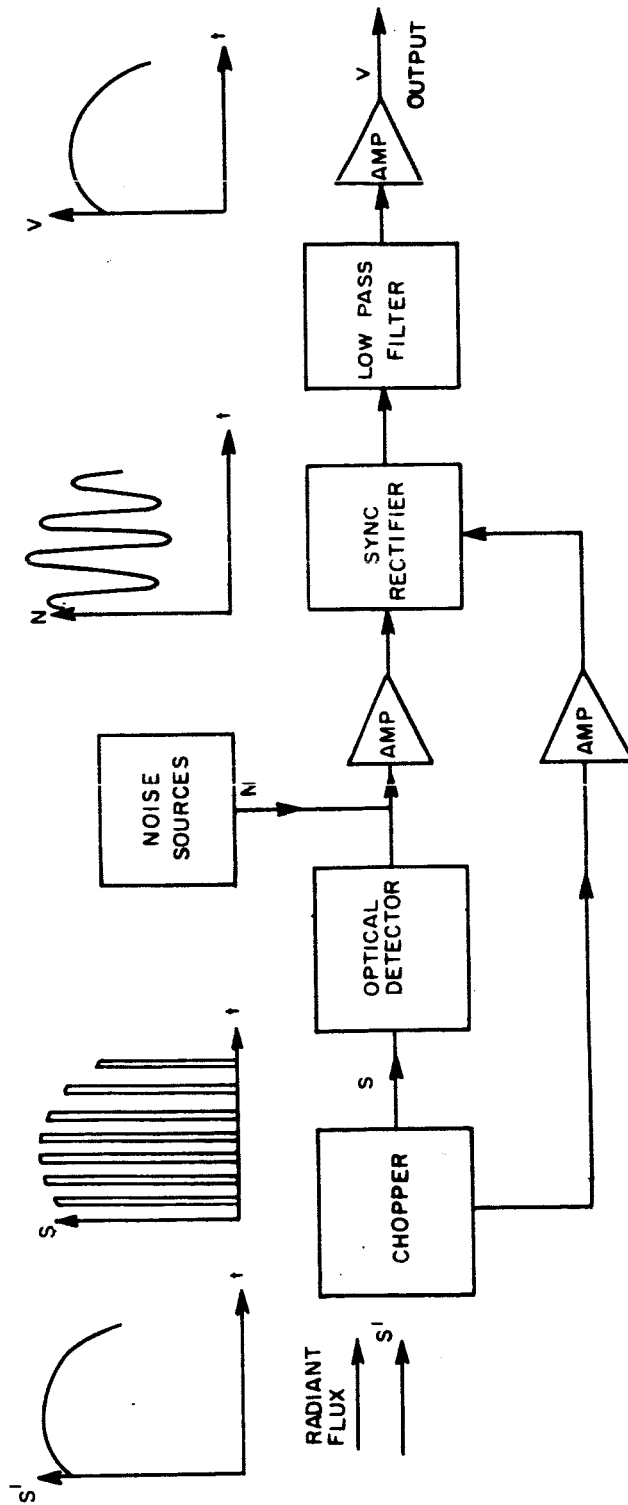 S'
t
S
t
N
t
V
t
RADIANT
FLUX
S'
CHOPPER
S
OPTICAL
DETECTOR
NOISE
SOURCES
N
AMP
SYNC
RECTIFIER
LOW PASS
FILTER
AMP
V
OUTPUT
AMP